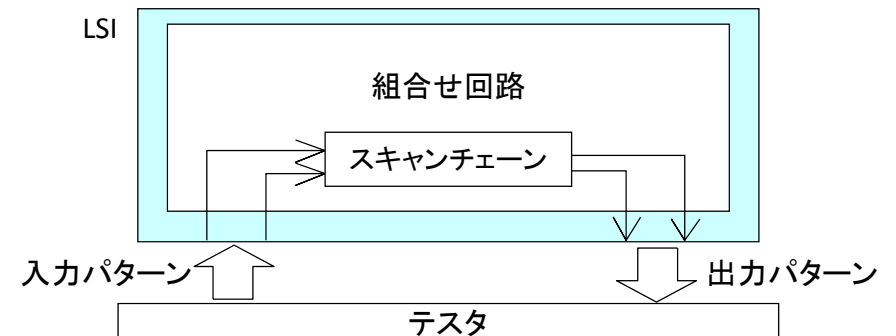 LSI
組合せ回路
スキャンチェーン
入力パターン
出力パターン
テスタ